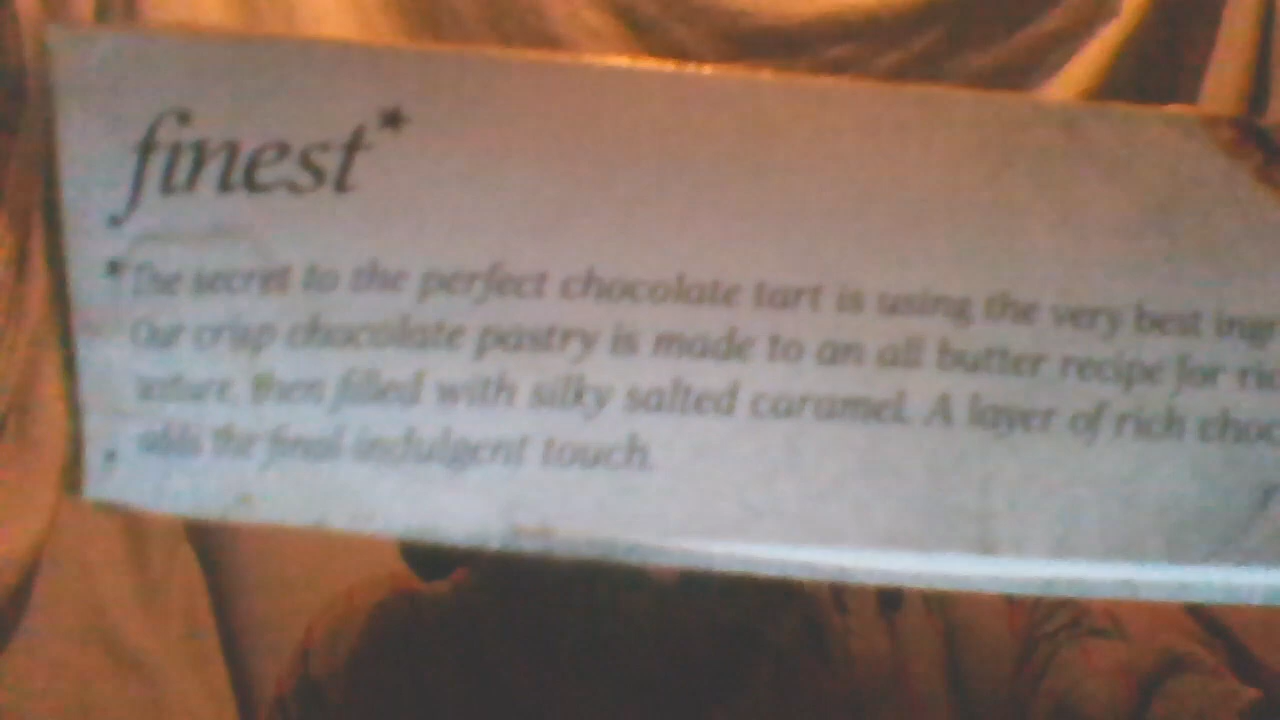 finest*
* The secret to the perfect chocolate tart is using the very best
Our crisp chocolate pastry is made to an all butter recipe for
then filled with silky salted caramel. A layer of rich
adds the final indulgent touch.